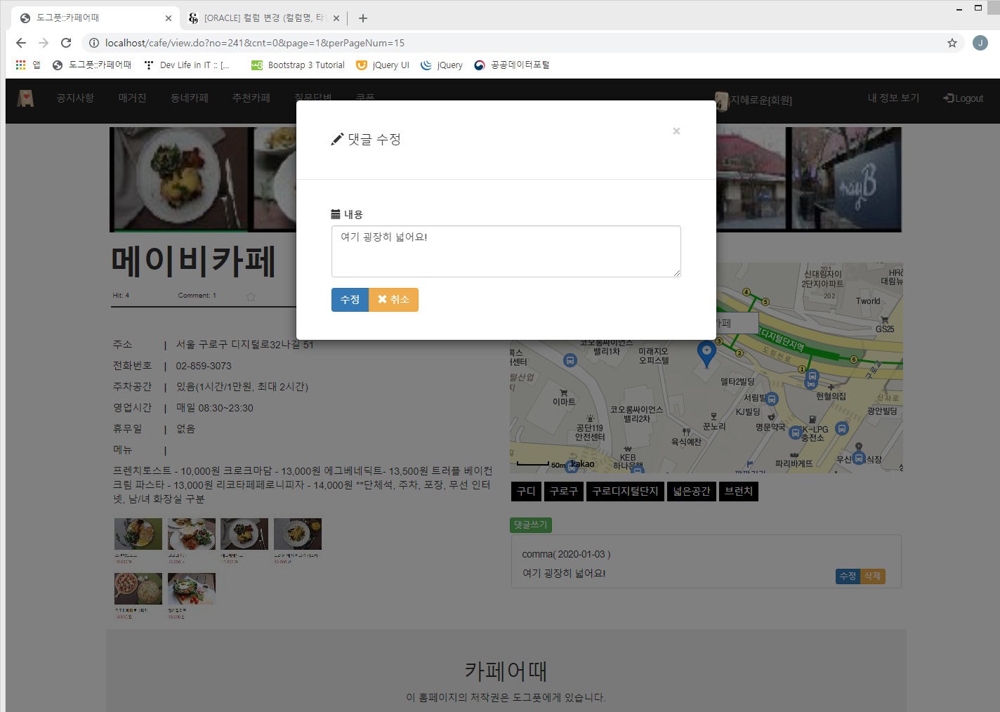 도그풋::카페어때
[ORACLE] 컬럼 변경 (컬럼명, 타
localhost/cafe/view.do?no=241&cnt=0&page=1&perPageNum=15
J
앱
도그풋::카페어때
Dev Life in IT :: [...
Bootstrap 3 Tutorial
jQuery UI
jQuery
공공데이터포털
공지사항
매거진
동네카페
추천카페
질문답변
쿠폰
지혜로운[회원]
내 정보 보기
Logout
댓글 수정
×
내용
여기 굉장히 넓어요!
수정
취소
mayB
메이비카페
Hit: 4
Comment: 1
주소 | 서울 구로구 디지털로32나길 51
전화번호 | 02-859-3073
주차공간 | 있음(1시간/1만원, 최대 2시간)
영업시간 | 매일 08:30~23:30
휴무일 | 없음
메뉴 |
프렌치토스트 - 10,000원 크로크마담 - 13,000원 에그베네딕트- 13,500원 트러플 베이컨
크림 파스타 - 13,000원 리코타페페로니피자 - 14,000원 **단체석, 주차, 포장, 무선 인터
넷, 남/녀 화장실 구분
201
신대림자이
2단지아파트
202
대림뉴
Tworld
GS25
카페
로디지털단지역
도림천로
4
5
3
2
1
6
구로교
코오롱싸이언스
밸리1차
미래지오
오피스텔
콕스
센터
털산업
지
이마트
델타2빌딩
서림빌
KJ빌딩
헌혈의집
신사로
광안빌딩
코오롱싸이언스
밸리2차
공단119
안전센터
꾼노리
명문약국
SK-LPG
충전소
육식예찬
KEB
하나은행
파리바게뜨
우신
식장
깐깐
50m
kakao
구디
구로구
구로디지털단지
넓은공간
브런치
댓글쓰기
comma( 2020-01-03 )
여기 굉장히 넓어요!
수정
삭제
카페어때
이 홈페이지의 저작권은 도그풋에게 있습니다.